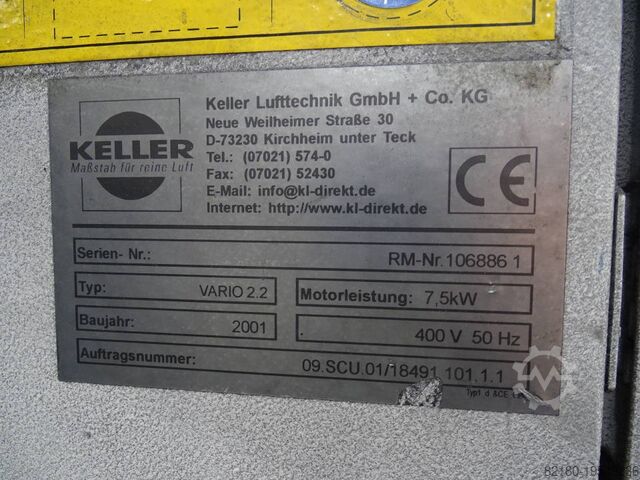 Keller Lufttechnik GmbH + Co. KG
Neue Weilheimer Straße 30
D-73230 Kirchheim unter Teck
Tel.: (07021) 574-0
Fax: (07021) 52430
E-Mail: info@kl-direkt.de
Internet: http://www.kl-direkt.de
KELLER
Maßstab für reine Luft
CE
Serien- Nr.: RM-Nr.106886 1
Typ: VARIO 2.2
Motorleistung: 7,5kW
Baujahr: 2001
. 400 V 50 Hz
Auftragsnummer: 09.SCU.01/18491.101.1.1